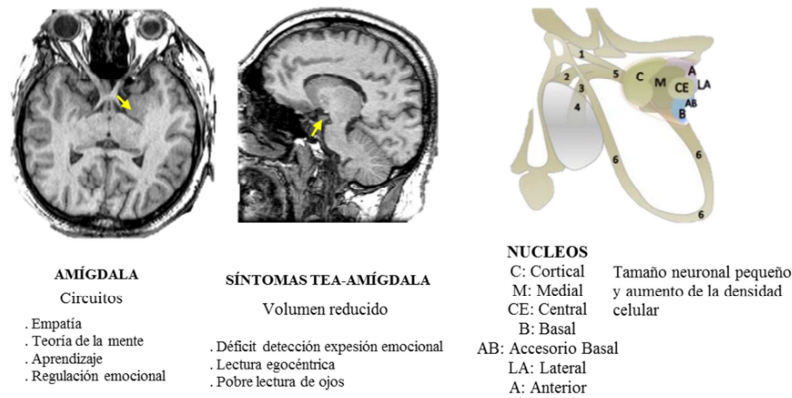 1
2
3
4
5
6
6
6
C
M
A
CE
LA
AB
B
AMÍGDALA
Circuitos
. Empatía
. Teoría de la mente
. Aprendizaje
. Regulación emocional
SÍNTOMAS TEA-AMÍGDALA
Volumen reducido
. Déficit detección expesión emocional
. Lectura egocéntrica
. Pobre lectura de ojos
NUCLEOS
C: Cortical
M: Medial
CE: Central
B: Basal
AB: Accesorio Basal
LA: Lateral
A: Anterior
Tamaño neuronal pequeño
y aumento de la densidad
celular